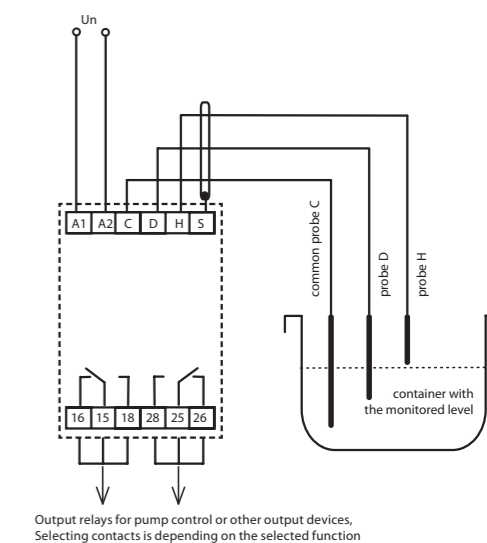 Un
A1 A2 C D H S
common probe C
probe D
probe H
container with
the monitored level
16 15 18 28 25 26
Output relays for pump control or other output devices,
Selecting contacts is depending on the selected function